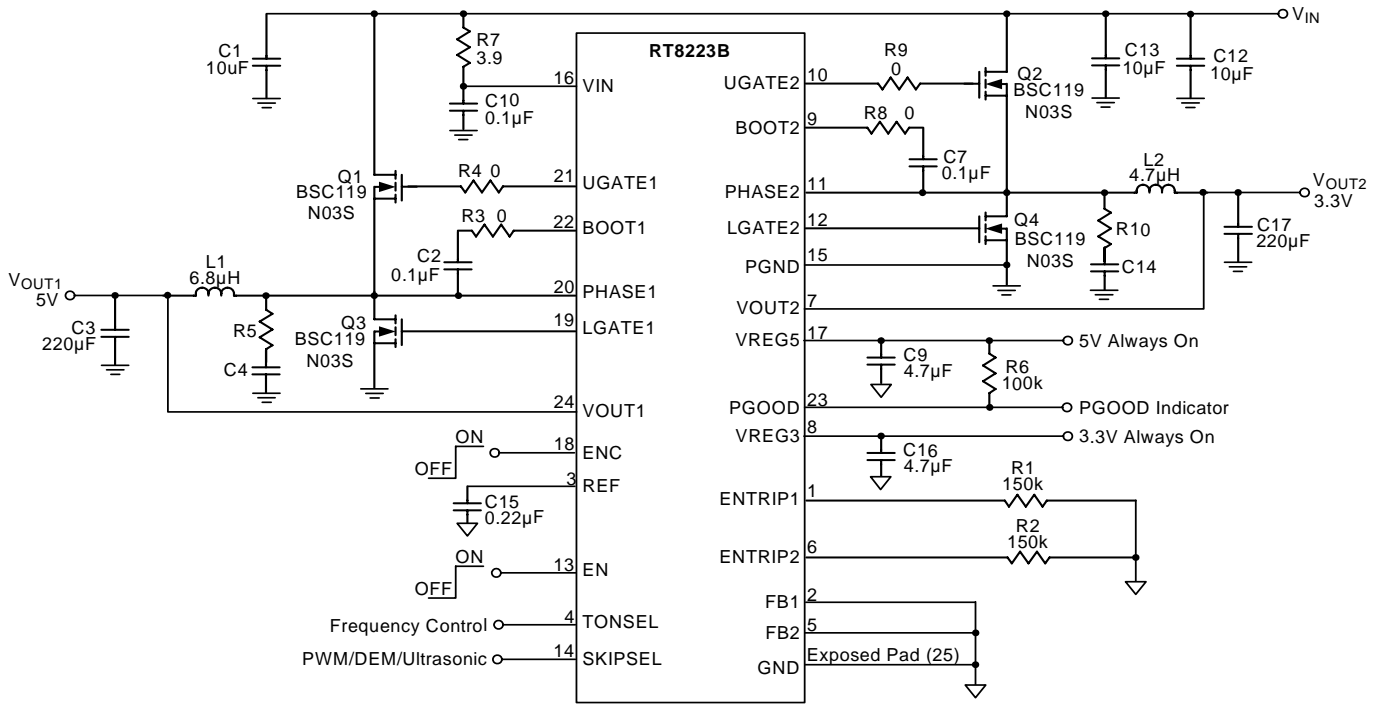 VIN
C1
10uF
R7
3.9
RT8223B
R9
0
C13
10µF
C12
10µF
16
VIN
UGATE2
10
Q2
BSC119
N03S
C10
0.1µF
BOOT2
9
R8 0
C7
0.1µF
Q1
BSC119
N03S
R4 0
21
UGATE1
PHASE2
11
L2
4.7µH
VOUT2
3.3V
R3 0
22
BOOT1
LGATE2
12
Q4
BSC119
N03S
R10
C17
220µF
C2
0.1µF
PGND
15
C14
VOUT1
5V
L1
6.8µH
20
PHASE1
VOUT2
7
C3
220µF
R5
C4
Q3
BSC119
N03S
19
LGATE1
VREG5
17
5V Always On
C9
4.7µF
R6
100k
24
VOUT1
PGOOD
23
PGOOD Indicator
VREG3
8
3.3V Always On
ON
OFF
18
ENC
C16
4.7µF
3
REF
C15
0.22µF
ENTRIP1
1
R1
150k
ON
OFF
13
EN
ENTRIP2
6
R2
150k
FB1
2
Frequency Control
4
TONSEL
FB2
5
PWM/DEM/Ultrasonic
14
SKIPSEL
GND
Exposed Pad (25)